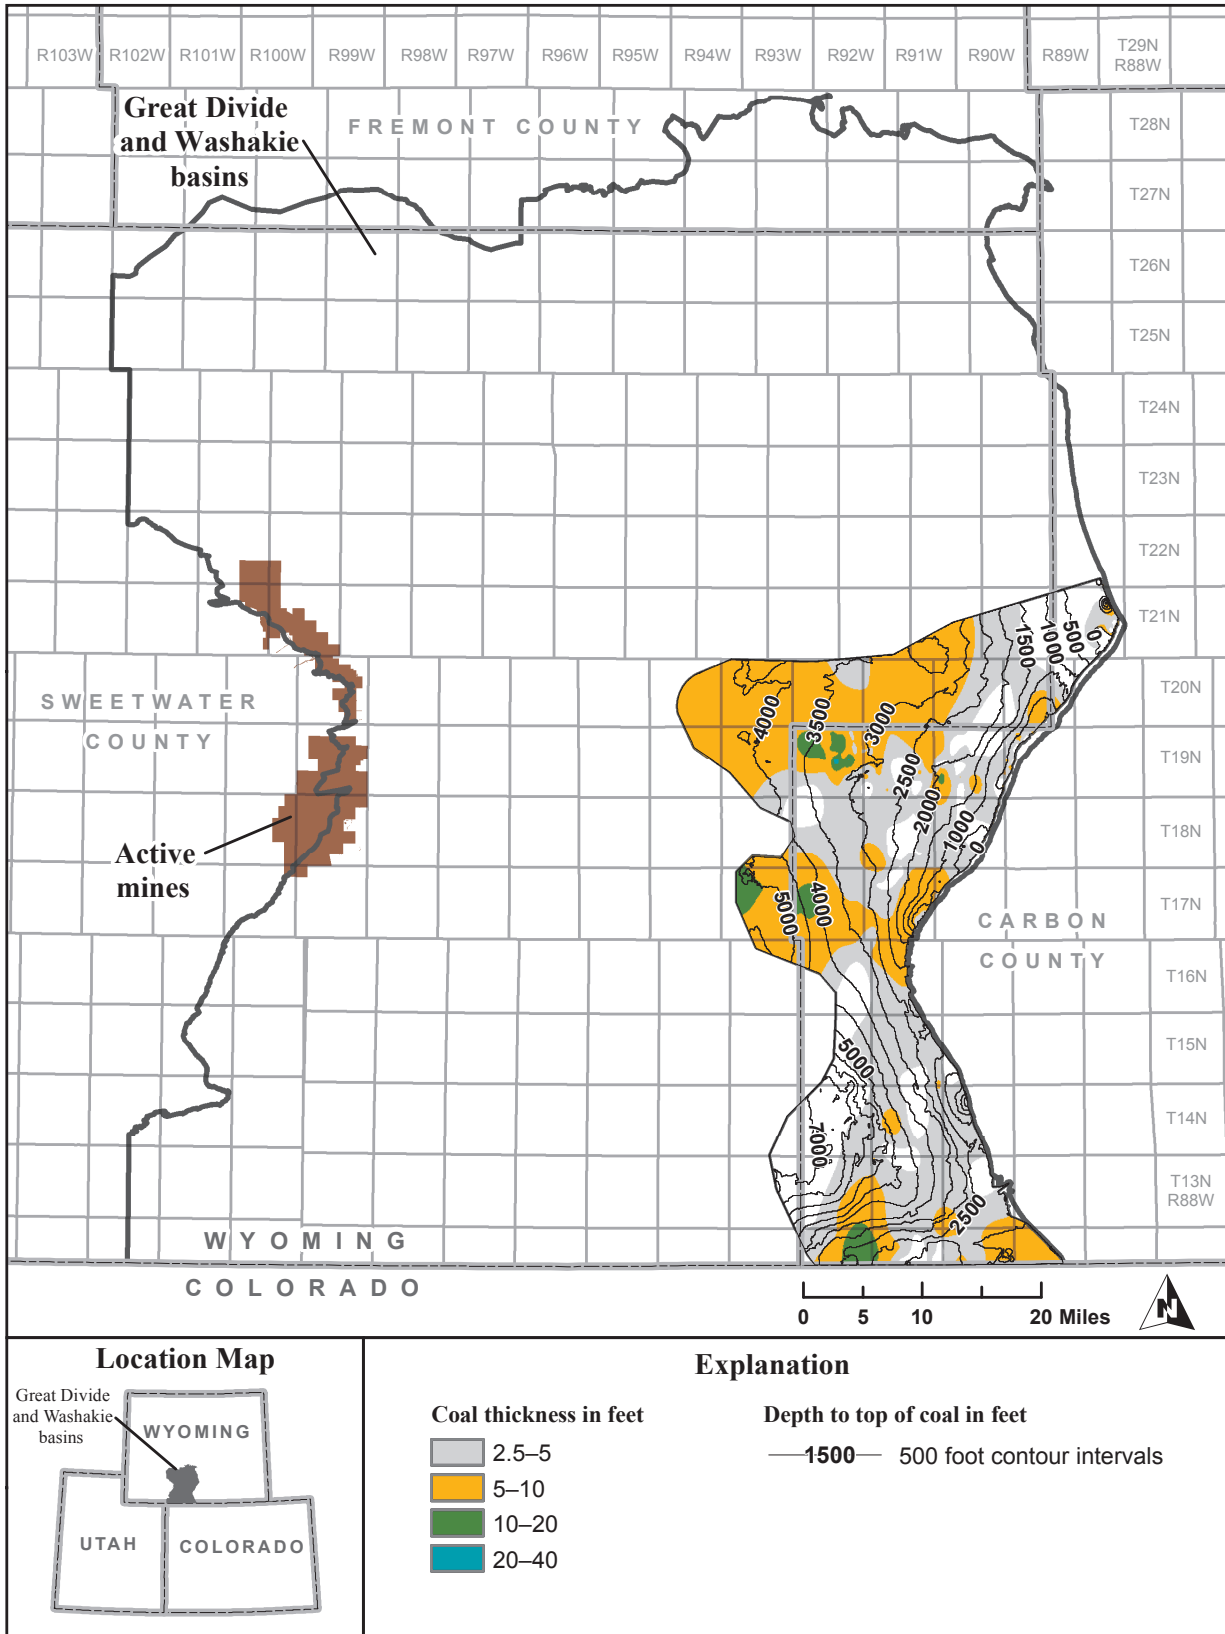 R103W R102W R101W R100W R99W R98W R97W R96W R95W R94W R93W R92W R91W R90W R89W T29N
R88W
Great Divide
and Washakie
basins
FREMONT COUNTY
T28N
T27N
T26N
T25N
T24N
T23N
T22N
T21N
T20N
T19N
T18N
T17N
T16N
T15N
T14N
T13N
R88W
SWEETWATER
COUNTY
Active
mines
CARBON
COUNTY
1500
1000
500
0
4000
3500
3000
2500
2000
1000
0
5000
4000
5000
7000
2500
WYOMING
COLORADO
0 5 10 20 Miles
N
Location Map
Great Divide
and Washakie
basins
WYOMING
UTAH
COLORADO
Explanation
Coal thickness in feet
2.5–5
5–10
10–20
20–40
Depth to top of coal in feet
1500 500 foot contour intervals